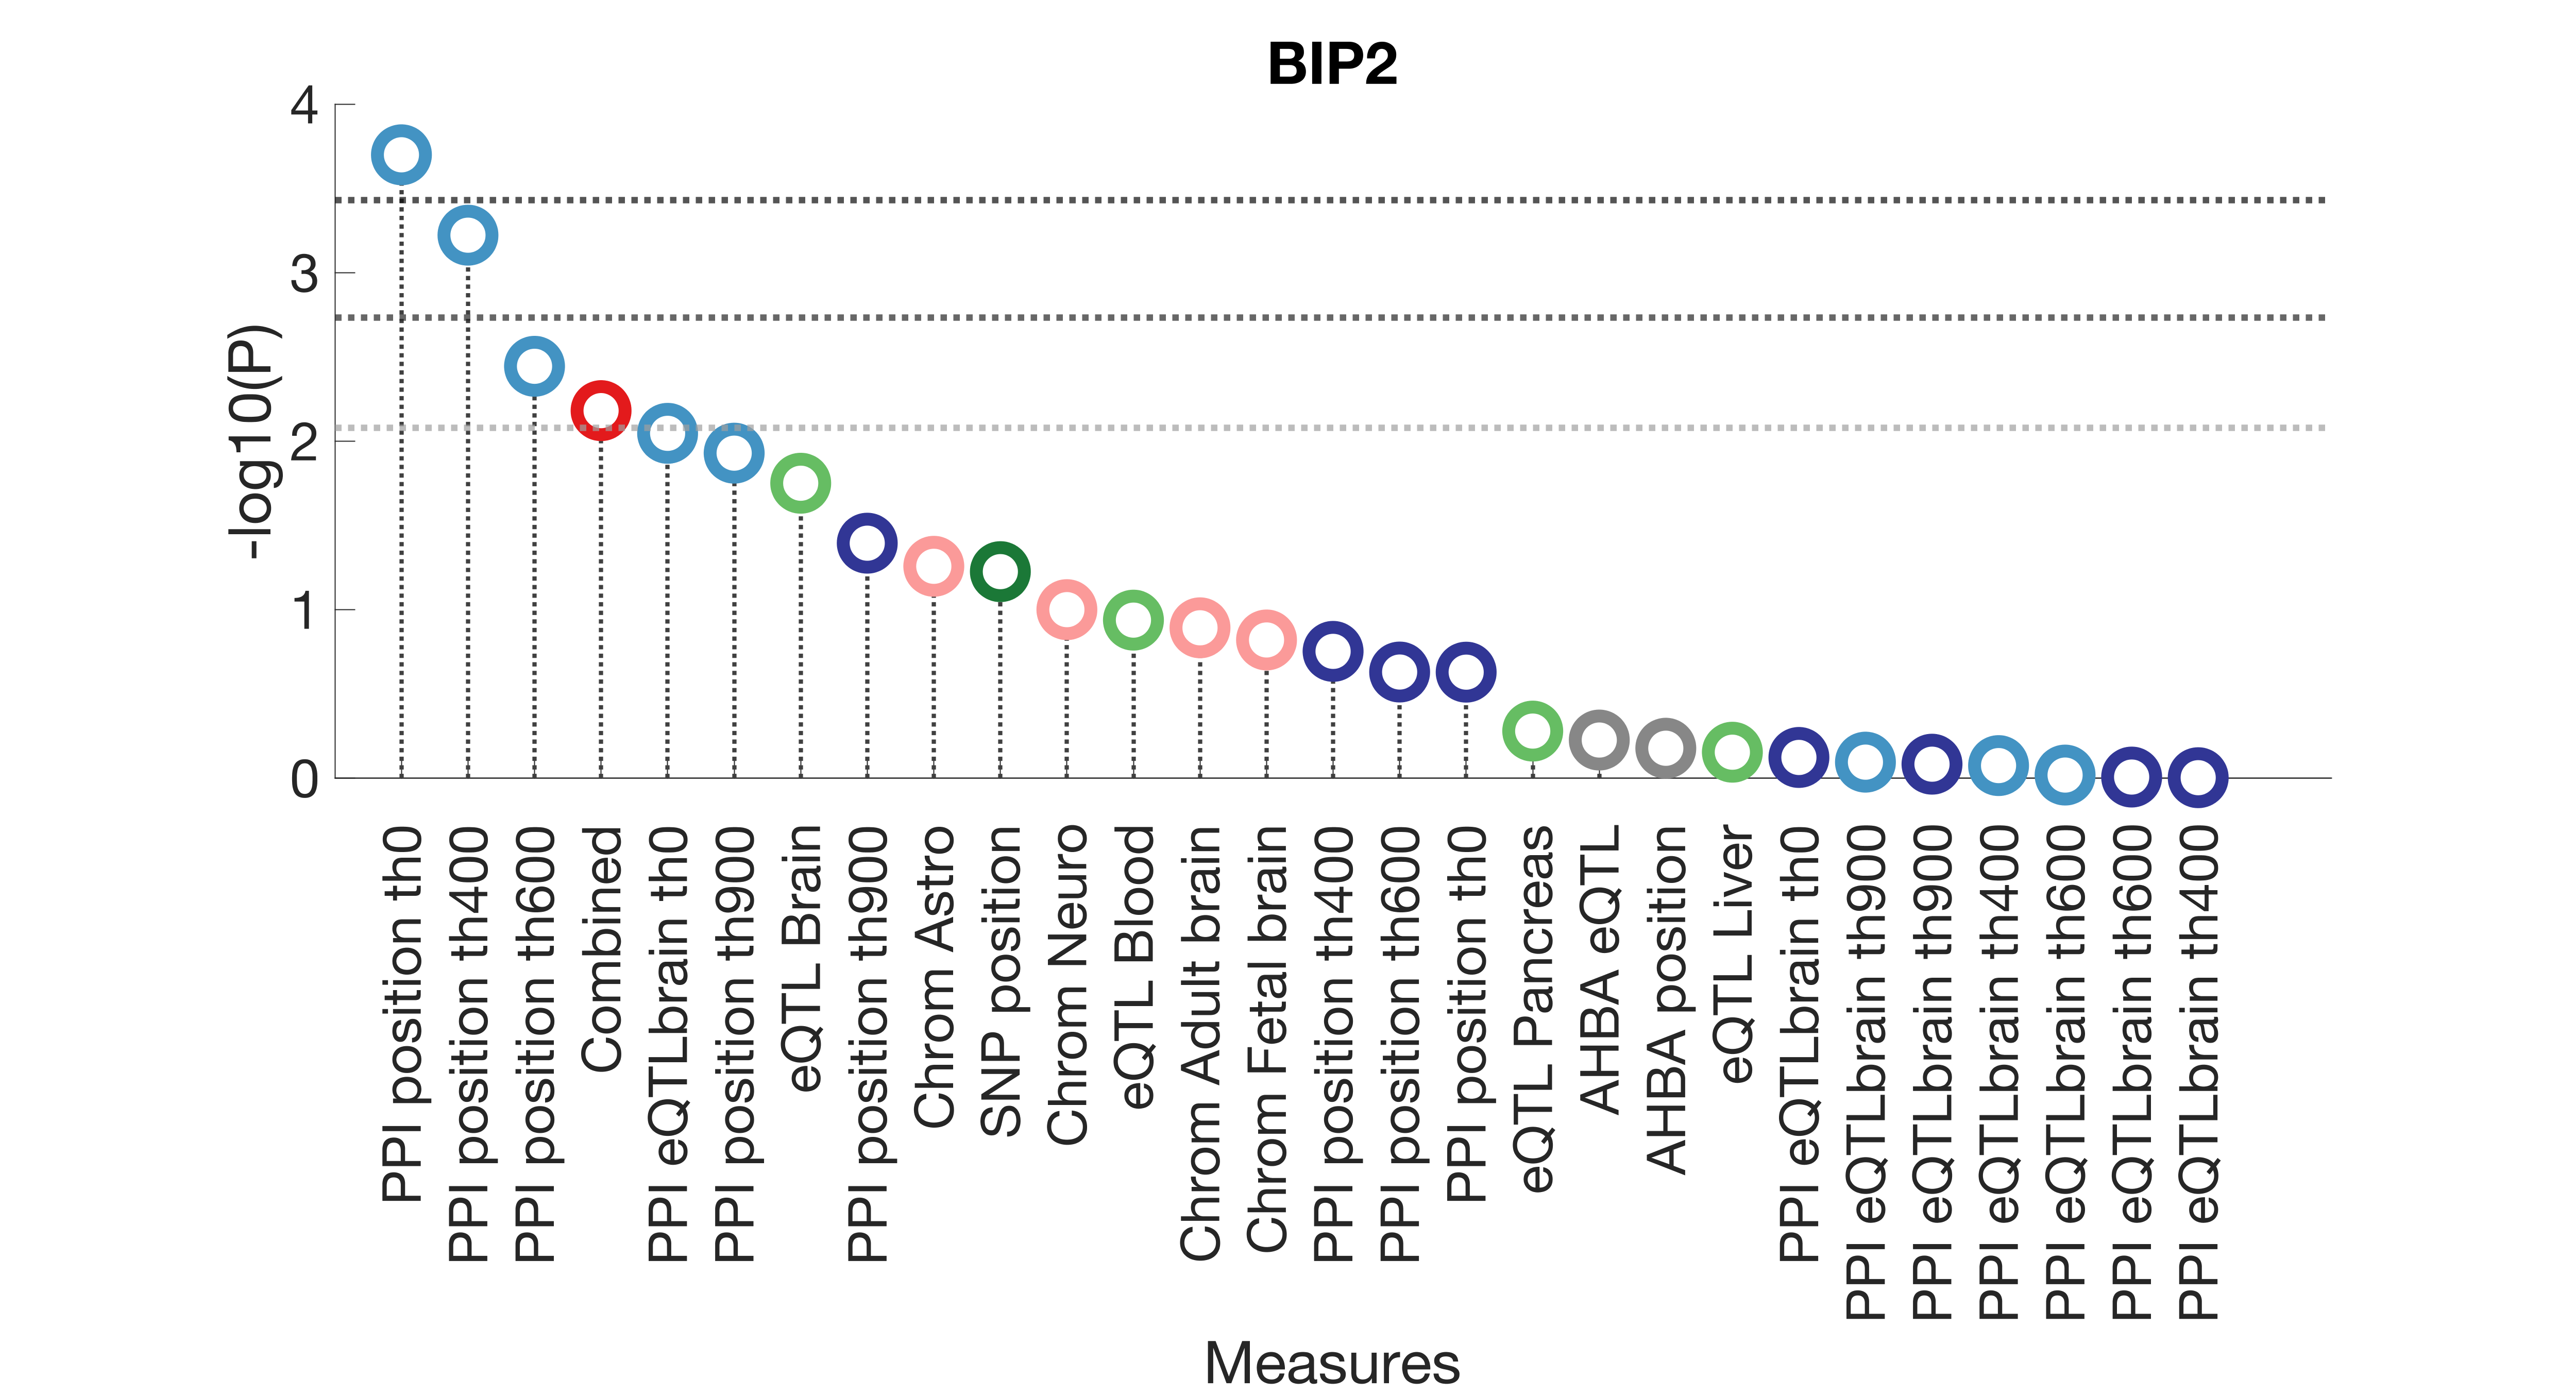 BIP2
4
3
2
1
0
-log10(P)
PPI position th0
PPI position th400
PPI position th600
Combined
PPI eQTLbrain th0
PPI position th900
eQTL Brain
PPI position th900
Chrom Astro
SNP position
Chrom Neuro
eQTL Blood
Chrom Adult brain
Chrom Fetal brain
PPI position th400
PPI position th600
PPI position th0
eQTL Pancreas
AHBA eQTL
AHBA position
eQTL Liver
PPI eQTLbrain th0
PPI eQTLbrain th900
PPI eQTLbrain th900
PPI eQTLbrain th400
PPI eQTLbrain th600
PPI eQTLbrain th600
PPI eQTLbrain th400
Measures